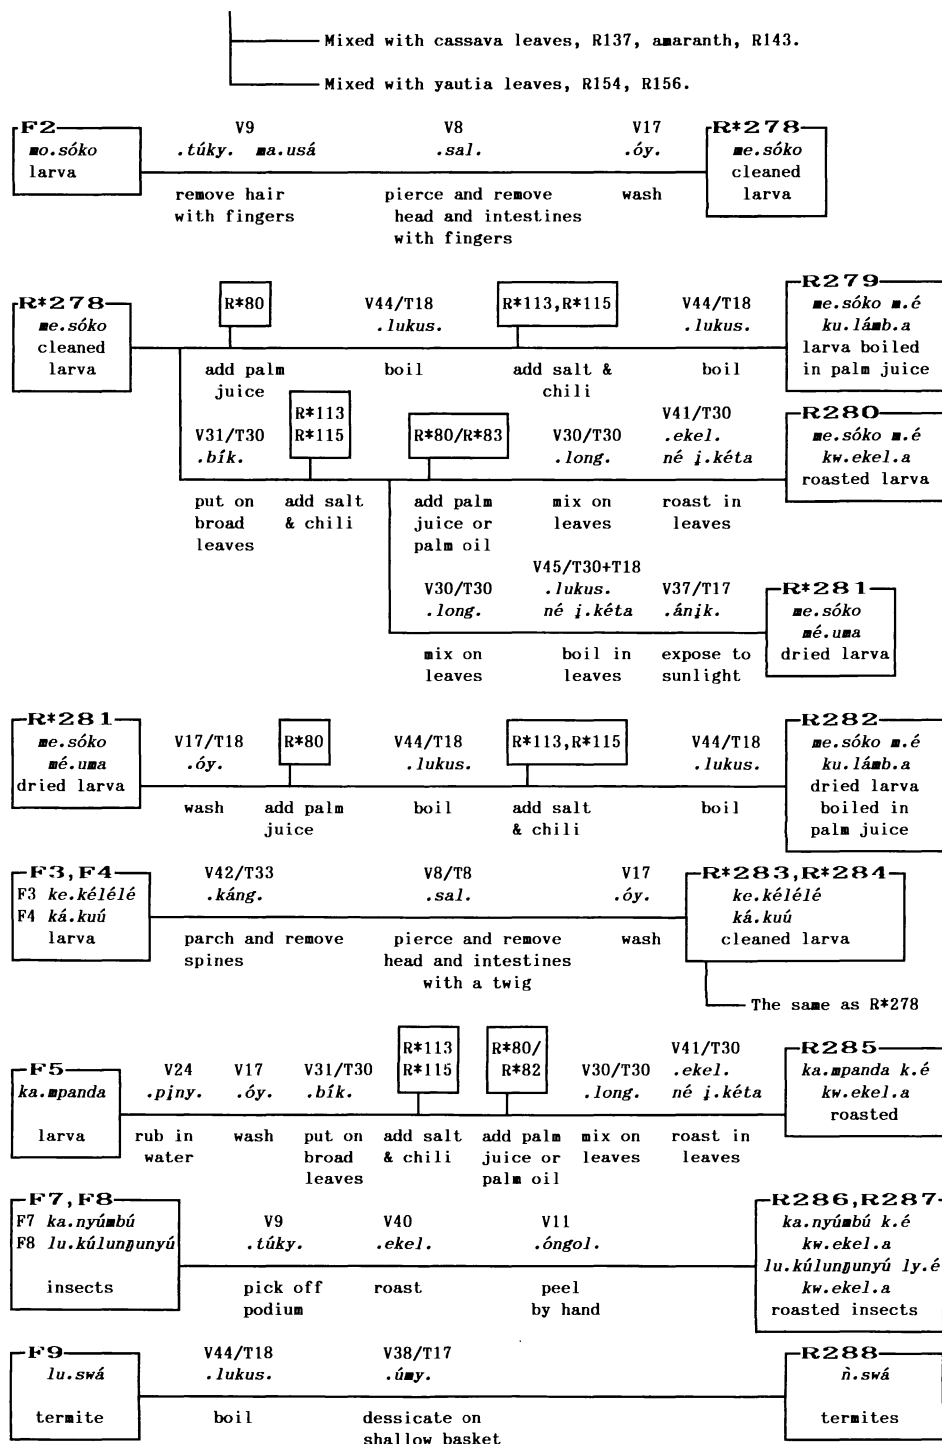 Mixed with cassava leaves, R137, amaranth, R143.
Mixed with yautia leaves, R154, R156.
F2 V9 V8 V17 R*278
mo.sóko .túky. ma.usá .sal. .óy. me.sóko
larva cleaned
larva
remove hair pierce and remove wash
with fingers head and intestines
with fingers
R279
R*278 R*80 V44/T18 R*113,R*115 V44/T18 me.sóko m.é
me.sóko .lukus. .lukus. ku.lámb.a
cleaned larva boiled
larva add palm boil add salt & boil in palm juice
juice chili
R*113 V41/T30 R280
V31/T30 R*115 R*80/R*83 V30/T30 .ekel. me.sóko m.é
.bík. .long. né i̧.kéta kw.ekel.a
roasted larva
put on add salt add palm mix on roast in
broad & chili juice or leaves leaves
leaves palm oil
V45/T30+T18
V30/T30 .lukus. V37/T17 R*281
.long. né i̧.kéta .áni̧k. me.sóko
mé.uma
mix on boil in expose to dried larva
leaves leaves sunlight
R*281 R282
me.sóko V17/T18 R*80 V44/T18 R*113,R*115 V44/T18 me.sóko m.é
mé.uma .óy. .lukus. .lukus. ku.lámb.a
dried larva dried larva
wash add palm boil add salt boil boiled in
juice & chili palm juice
F3,F4 V42/T33 V8/T8 V17 R*283,R*284
F3 ke.kélélé .káng. .sal. .óy. ke.kélélé
F4 ká.kuú ká.kuú
larva parch and remove pierce and remove wash cleaned larva
spines head and intestines
with a twig
The same as R*278
R*113 R*80/ V41/T30 R285
F5 V24 V17 V31/T30 R*115 R*82 V30/T30 .ekel. ka.mpanda k.é
ka.mpanda .pi̧ny. .óy. .bík. .long. né i̧.kéta kw.ekel.a
roasted
larva rub in wash put on add salt add palm mix on roast in
water broad & chili juice or leaves leaves
leaves palm oil
F7,F8 R286,R287
F7 ka.nyúmbú V9 V40 V11 ka.nyúmbú k.é
F8 lu.kúlunpunyú .túky. .ekel. .óngol. kw.ekel.a
lu.kúlunpunyú ly.é
insects pick off roast peel kw.ekel.a
podium by hand roasted insects
F9 V44/T18 V38/T17 R288
lu.swá .lukus. .úmy. ǹ.swá
termite boil dessicate on termites
shallow basket